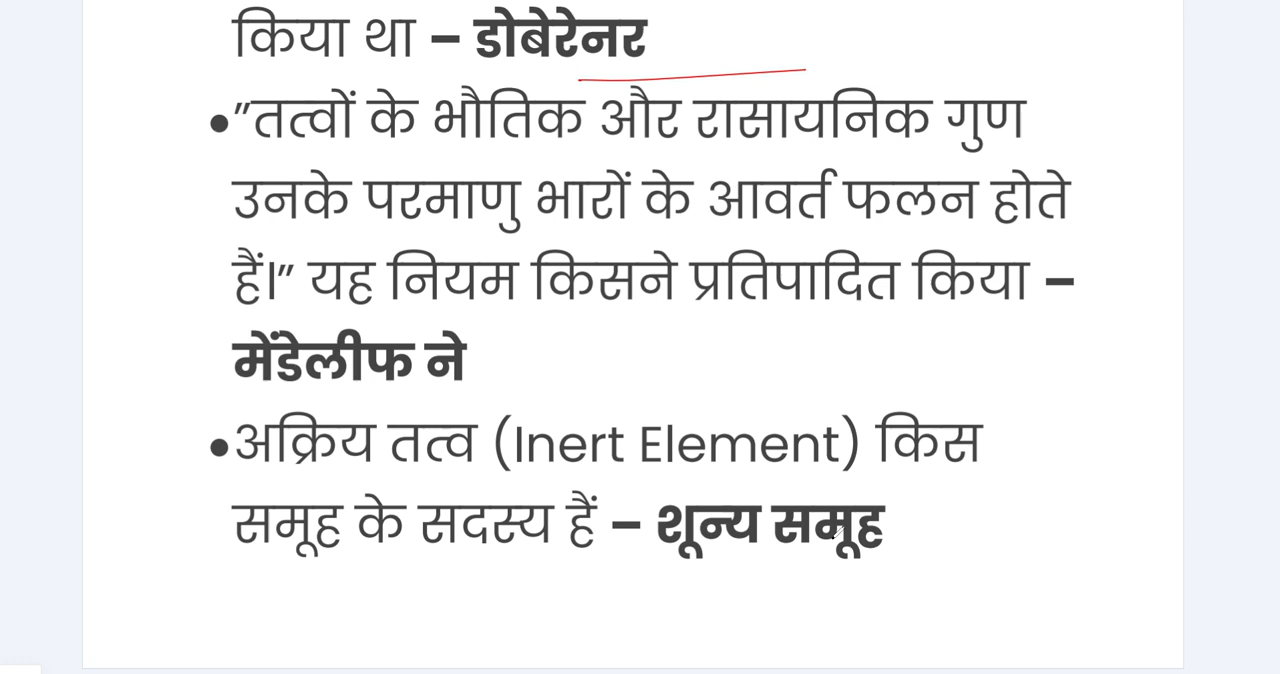 किया था – डोबेरेनर
•”तत्वों के भौतिक और रासायनिक गुण
उनके परमाणु भारों के आवर्त फलन होते
हैं।” यह नियम किसने प्रतिपादित किया –
मेंडेलीफ ने
•अक्रिय तत्व (Inert Element) किस
समूह के सदस्य हैं – शून्य समूह